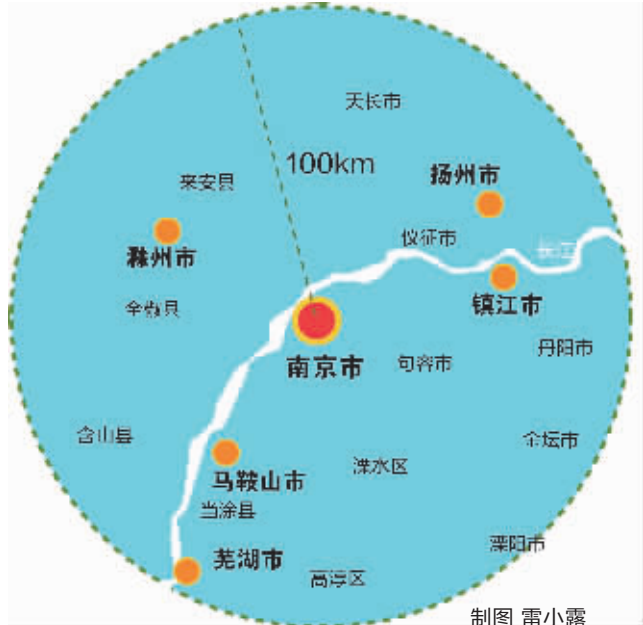 天长市
100km
来安县
扬州市
仪征市
长江
滁州市
镇江市
全椒县
南京市
句容市
丹阳市
含山县
金坛市
马鞍山市
溧水区
当涂县
溧阳市
芜湖市
高淳区
制图 雷小露